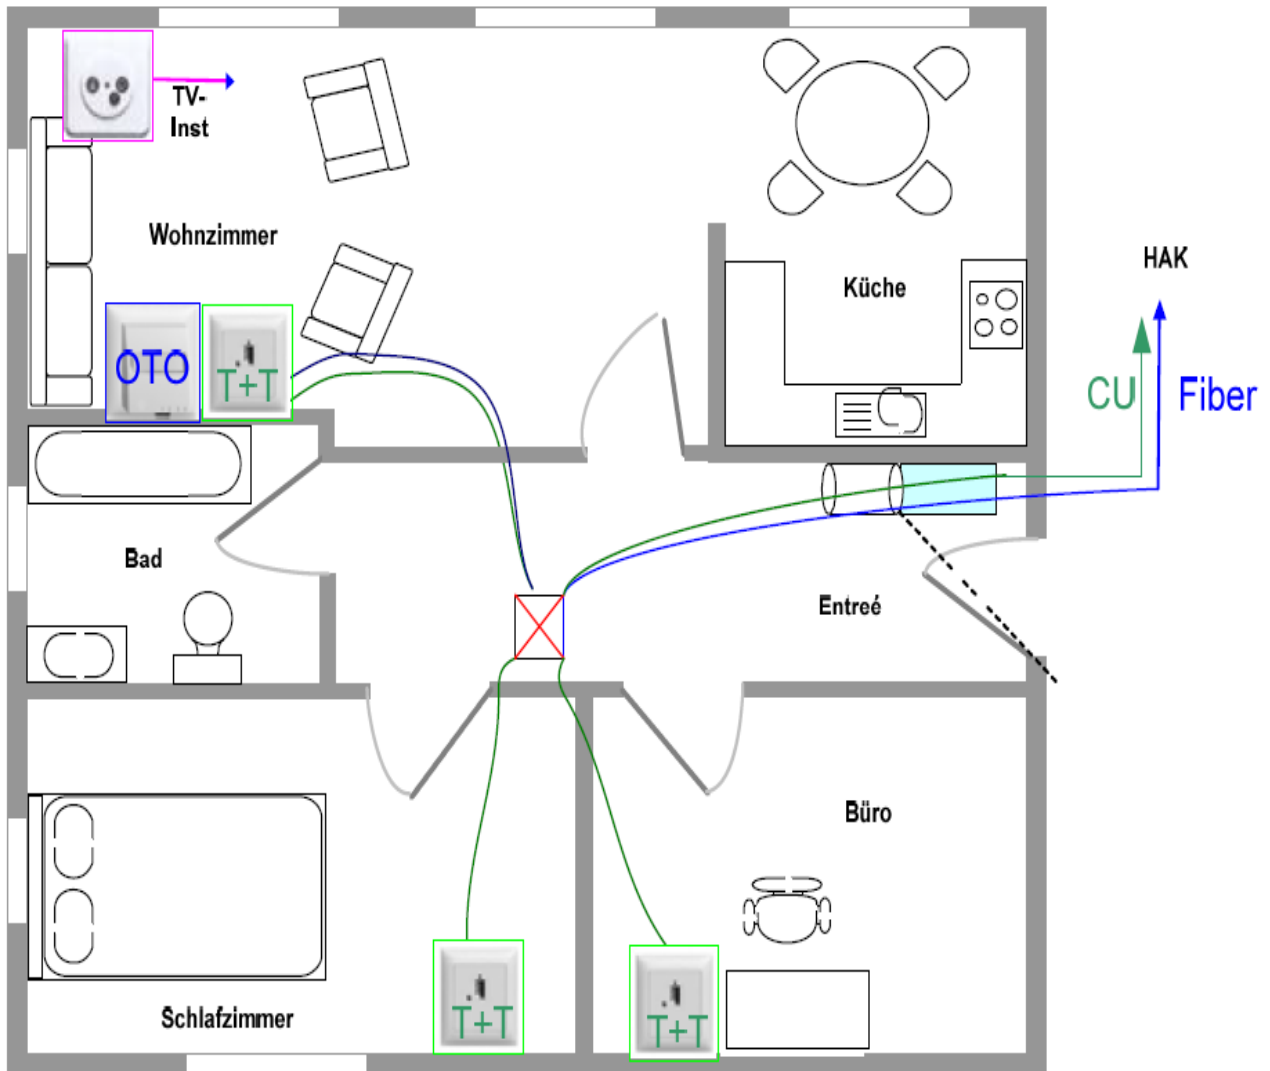 TV-
Inst
Wohnzimmer
HAK
Küche
OTO
T+T
CU
Fiber
Bad
Entreé
Büro
Schlafzimmer
T+T
T+T